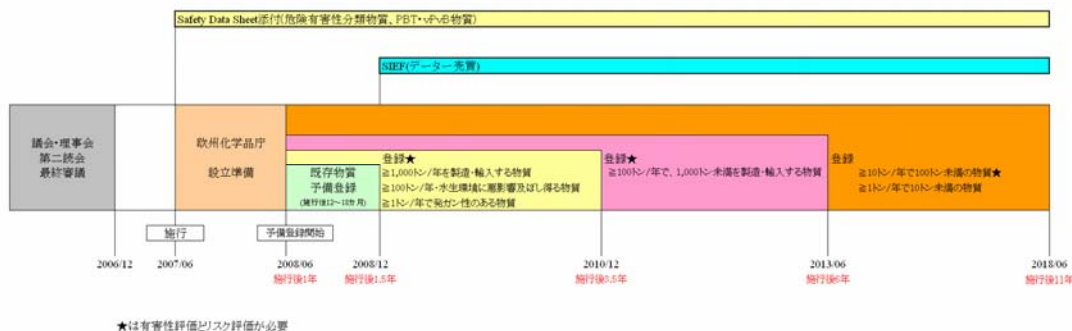 Safety Data Sheet添付(危険有害性分類物質、PBT・vPvB物質)
SIEF(データー売買)
議会・理事会
第二読会
最終審議
欧州化学品庁
設立準備
既存物質
予備登録
(施行後12～18か月)
登録★
≧1,000トン/年を製造・輸入する物質
≧100トン/年・水生環境に悪影響及ぼし得る物質
≧1トン/年で発ガン性のある物質
登録★
≧100トン/年で、1,000トン未満を製造・輸入する物質
登録
≧10トン/年で100トン未満の物質★
≧1トン/年で10トン未満の物質
施行
予備登録開始
2006/12
2007/06
2008/06
施行後1年
2008/12
施行後1.5年
2010/12
施行後3.5年
2013/06
施行後6年
2018/06
施行後11年
★は有害性評価とリスク評価が必要